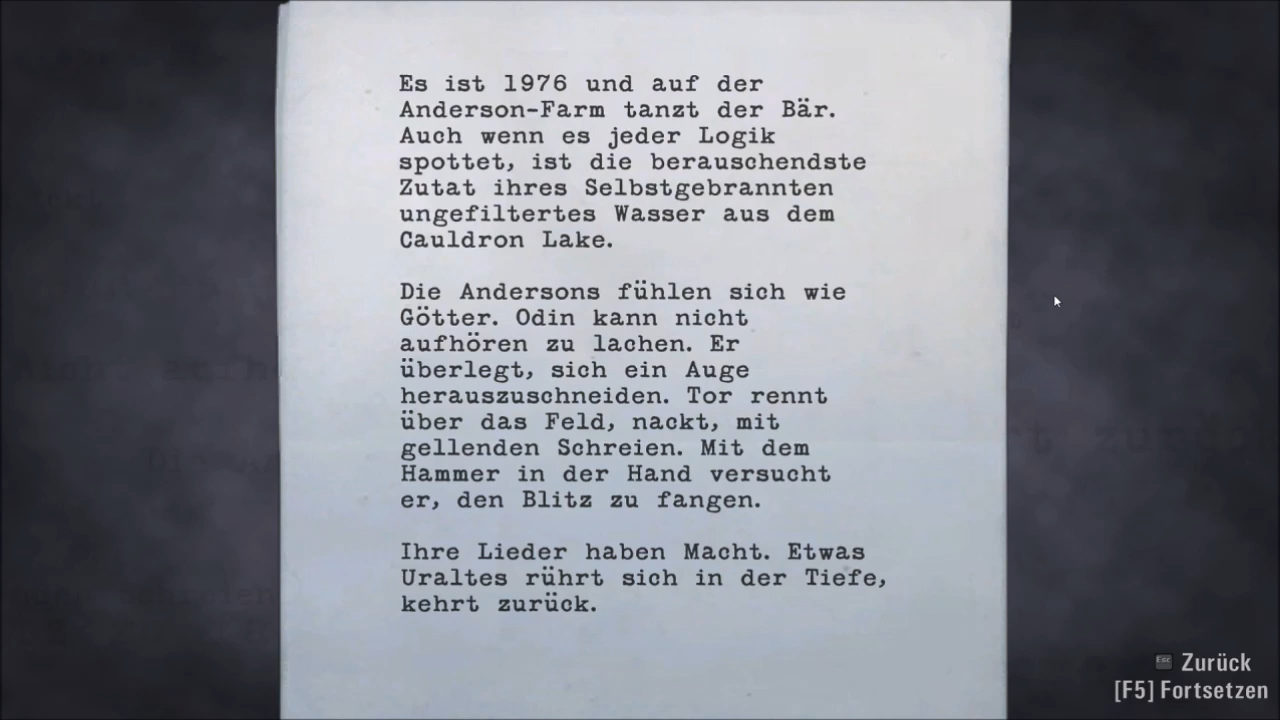 Es ist 1976 und auf der
Anderson-Farm tanzt der Bär.
Auch wenn es jeder Logik
spottet, ist die berauschendste
Zutat ihres Selbstgebrannten
ungefiltertes Wasser aus dem
Cauldron Lake.
Die Andersons fühlen sich wie
Götter. Odin kann nicht
aufhören zu lachen. Er
überlegt, sich ein Auge
herauszuschneiden. Tor rennt
über das Feld, nackt, mit
gellenden Schreien. Mit dem
Hammer in der Hand versucht
er, den Blitz zu fangen.
Ihre Lieder haben Macht. Etwas
Uraltes rührt sich in der Tiefe,
kehrt zurück.
Esc Zurück
[F5] Fortsetzen